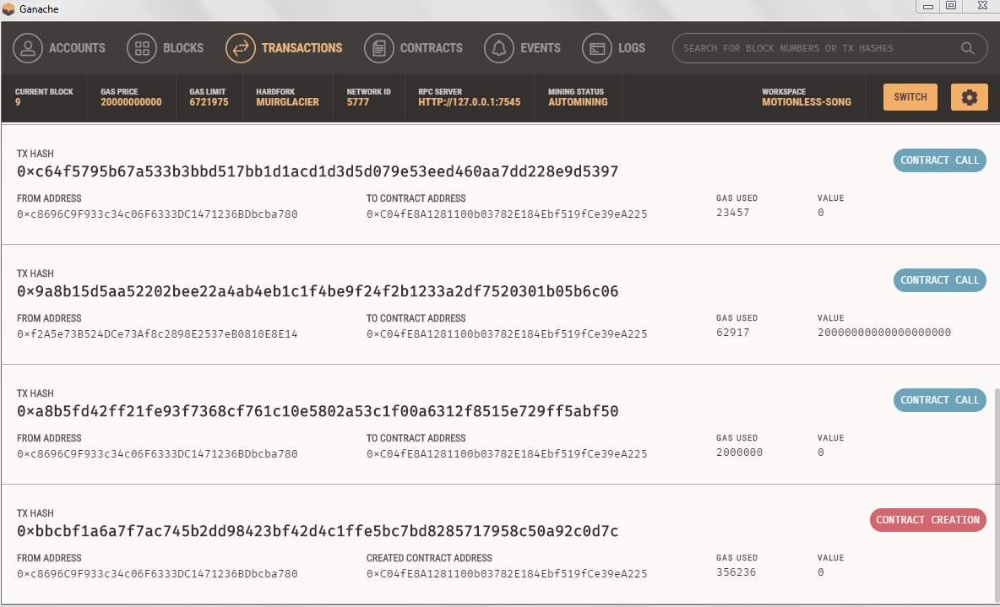 Ganache
ACCOUNTS BLOCKS TRANSACTIONS CONTRACTS EVENTS LOGS SEARCH FOR BLOCK NUMBERS OR TX HASHES
CURRENT BLOCK GAS PRICE GAS LIMIT HARDFORK NETWORK ID RPC SERVER MINING STATUS WORKSPACE SWITCH
9 20000000000 6721975 MUIRGLACIER 5777 HTTP://127.0.0.1:7545 AUTOMINING MOTIONLESS-SONG
TX HASH CONTRACT CALL
0×c64f5795b67a533b3bbd517bb1d1acd1d3d5d079e53eed460aa7dd228e9d5397
FROM ADDRESS TO CONTRACT ADDRESS GAS USED VALUE
0×c8696C9F933c34c06F6333DC1471236BDbcba780 0×C04fE8A1281100b03782E184Ebf519fCe39eA225 23457 0
TX HASH CONTRACT CALL
0×9a8b15d5aa52202bee22a4ab4eb1c1f4be9f24f2b1233a2df7520301b05b6c06
FROM ADDRESS TO CONTRACT ADDRESS GAS USED VALUE
0×f2A5e73B524DCe73Af8c2898E2537eB0810E8E14 0×C04fE8A1281100b03782E184Ebf519fCe39eA225 62917 20000000000000000000
TX HASH CONTRACT CALL
0×a8b5fd42ff21fe93f7368cf761c10e5802a53c1f00a6312f8515e729ff5abf50
FROM ADDRESS TO CONTRACT ADDRESS GAS USED VALUE
0×c8696C9F933c34c06F6333DC1471236BDbcba780 0×C04fE8A1281100b03782E184Ebf519fCe39eA225 2000000 0
TX HASH CONTRACT CREATION
0×bbcbf1a6a7f7ac745b2dd98423bf42d4c1ffe5bc7bd8285717958c50a92c0d7c
FROM ADDRESS CREATED CONTRACT ADDRESS GAS USED VALUE
0×c8696C9F933c34c06F6333DC1471236BDbcba780 0×C04fE8A1281100b03782E184Ebf519fCe39eA225 356236 0